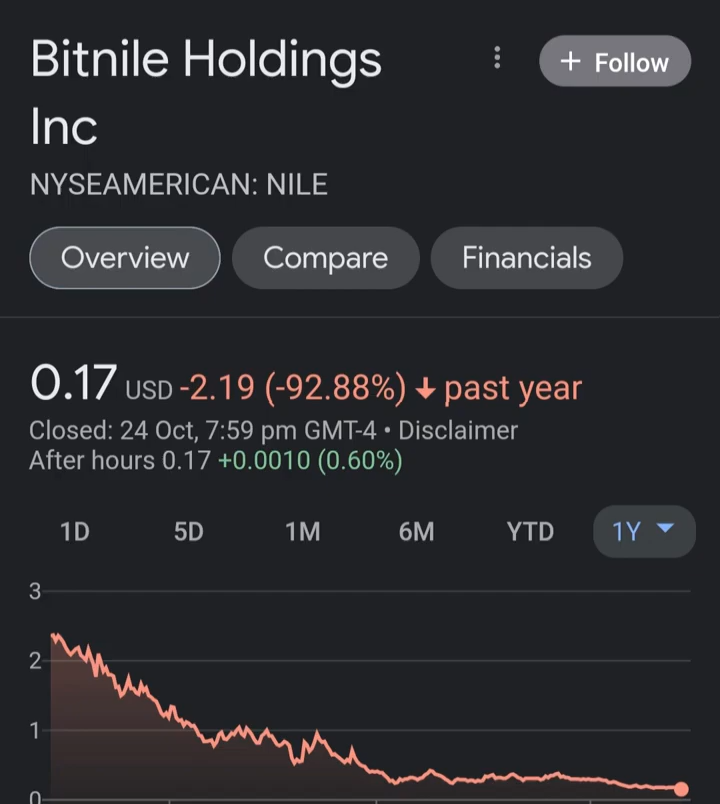 Bitnile Holdings
Inc
+ Follow
NYSEAMERICAN: NILE
Overview
Compare
Financials
0.17 USD -2.19 (-92.88%) ↓ past year
Closed: 24 Oct, 7:59 pm GMT-4 • Disclaimer
After hours 0.17 +0.0010 (0.60%)
1D 5D 1M 6M YTD 1Y
3
2
1
0